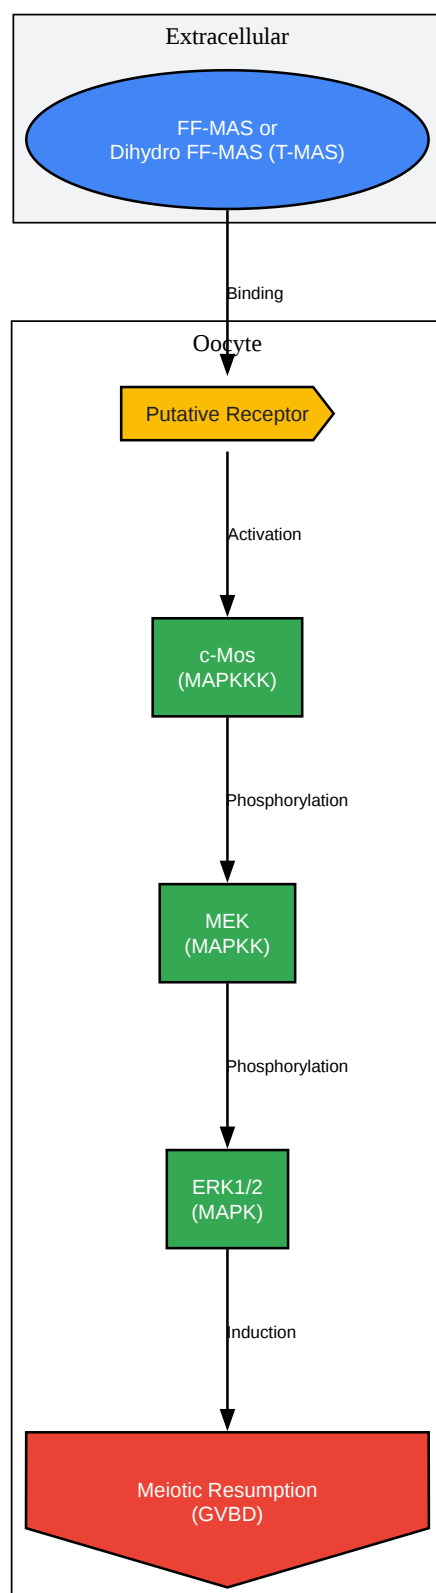 Extracellular
FF-MAS or
Dihydro FF-MAS (T-MAS)
Binding
Oocyte
Putative Receptor
Activation
c-Mos
(MAPKKK)
Phosphorylation
MEK
(MAPKK)
Phosphorylation
ERK1/2
(MAPK)
Induction
Meiotic Resumption
(GVBD)